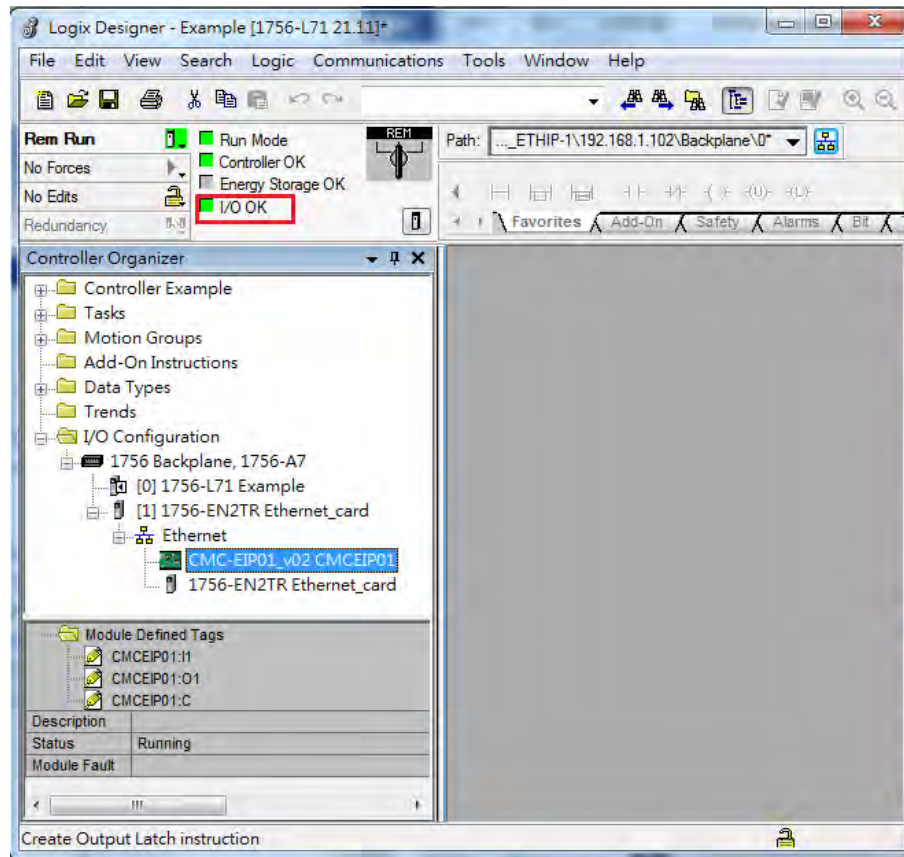 Logix Designer - Example [1756-L71 21.11]*
File Edit View Search Logic Communications Tools Window Help
Rem Run
Run Mode
REM
Path: ..._ETHIP-1\192.168.1.102\Backplane\0*
No Forces
Controller OK
Energy Storage OK
No Edits
I/O OK
Redundancy
Favorites Add-On Safety Alarms Bit
Controller Organizer
Controller Example
Tasks
Motion Groups
Add-On Instructions
Data Types
Trends
I/O Configuration
1756 Backplane, 1756-A7
[0] 1756-L71 Example
[1] 1756-EN2TR Ethernet_card
Ethernet
CMC-EIP01_v02 CMCEIP01
1756-EN2TR Ethernet_card
Module Defined Tags
CMCEIP01:I1
CMCEIP01:O1
CMCEIP01:C
Description
Status Running
Module Fault
Create Output Latch instruction